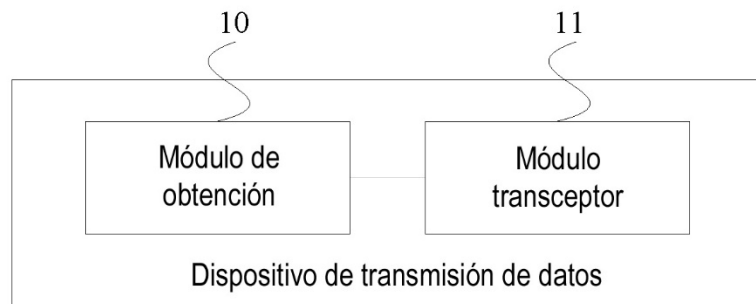 10 11
Módulo de obtención
Módulo transceptor
Dispositivo de transmisión de datos